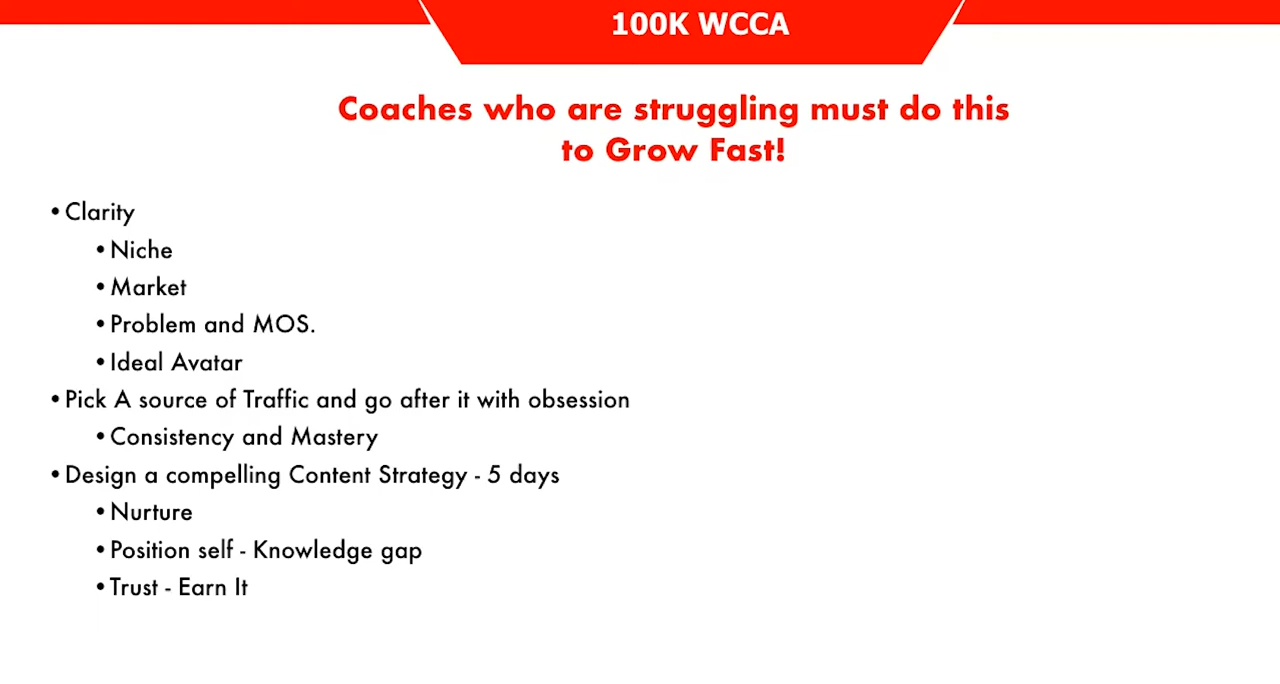 100K WCCA
Coaches who are struggling must do this
to Grow Fast!
• Clarity
• Niche
• Market
• Problem and MOS.
• Ideal Avatar
• Pick A source of Traffic and go after it with obsession
• Consistency and Mastery
• Design a compelling Content Strategy - 5 days
• Nurture
• Position self - Knowledge gap
• Trust - Earn It